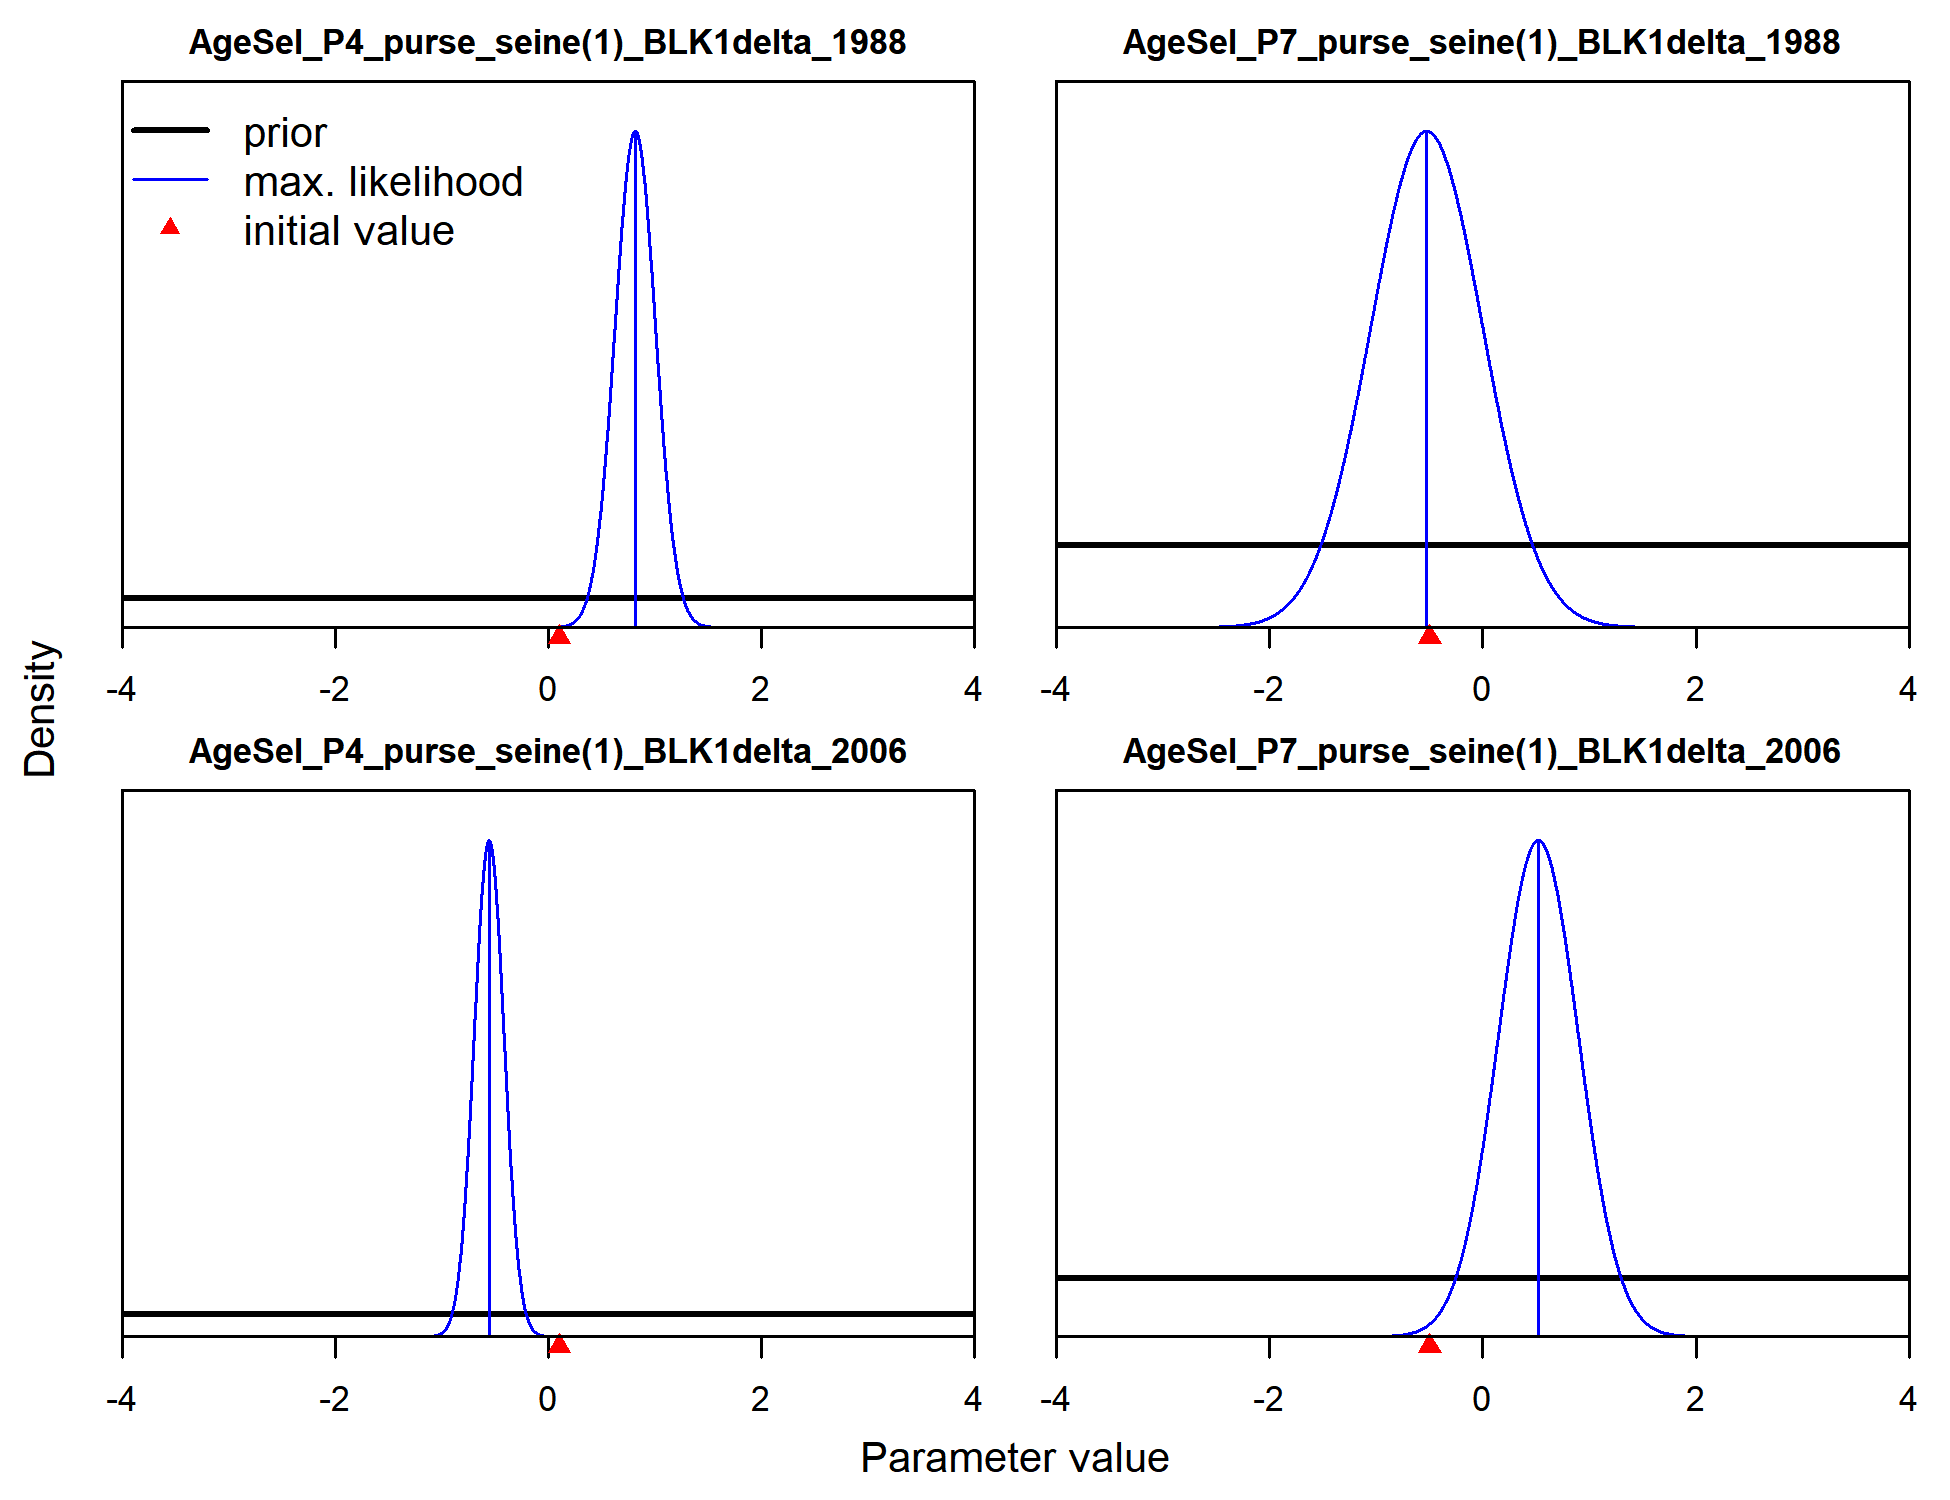 AgeSel_P4_purse_seine(1)_BLK1delta_1988
AgeSel_P7_purse_seine(1)_BLK1delta_1988
prior
max. likelihood
initial value
-4 -2 0 2 4
-4 -2 0 2 4
AgeSel_P4_purse_seine(1)_BLK1delta_2006
AgeSel_P7_purse_seine(1)_BLK1delta_2006
-4 -2 0 2 4
-4 -2 0 2 4
Density
Parameter value